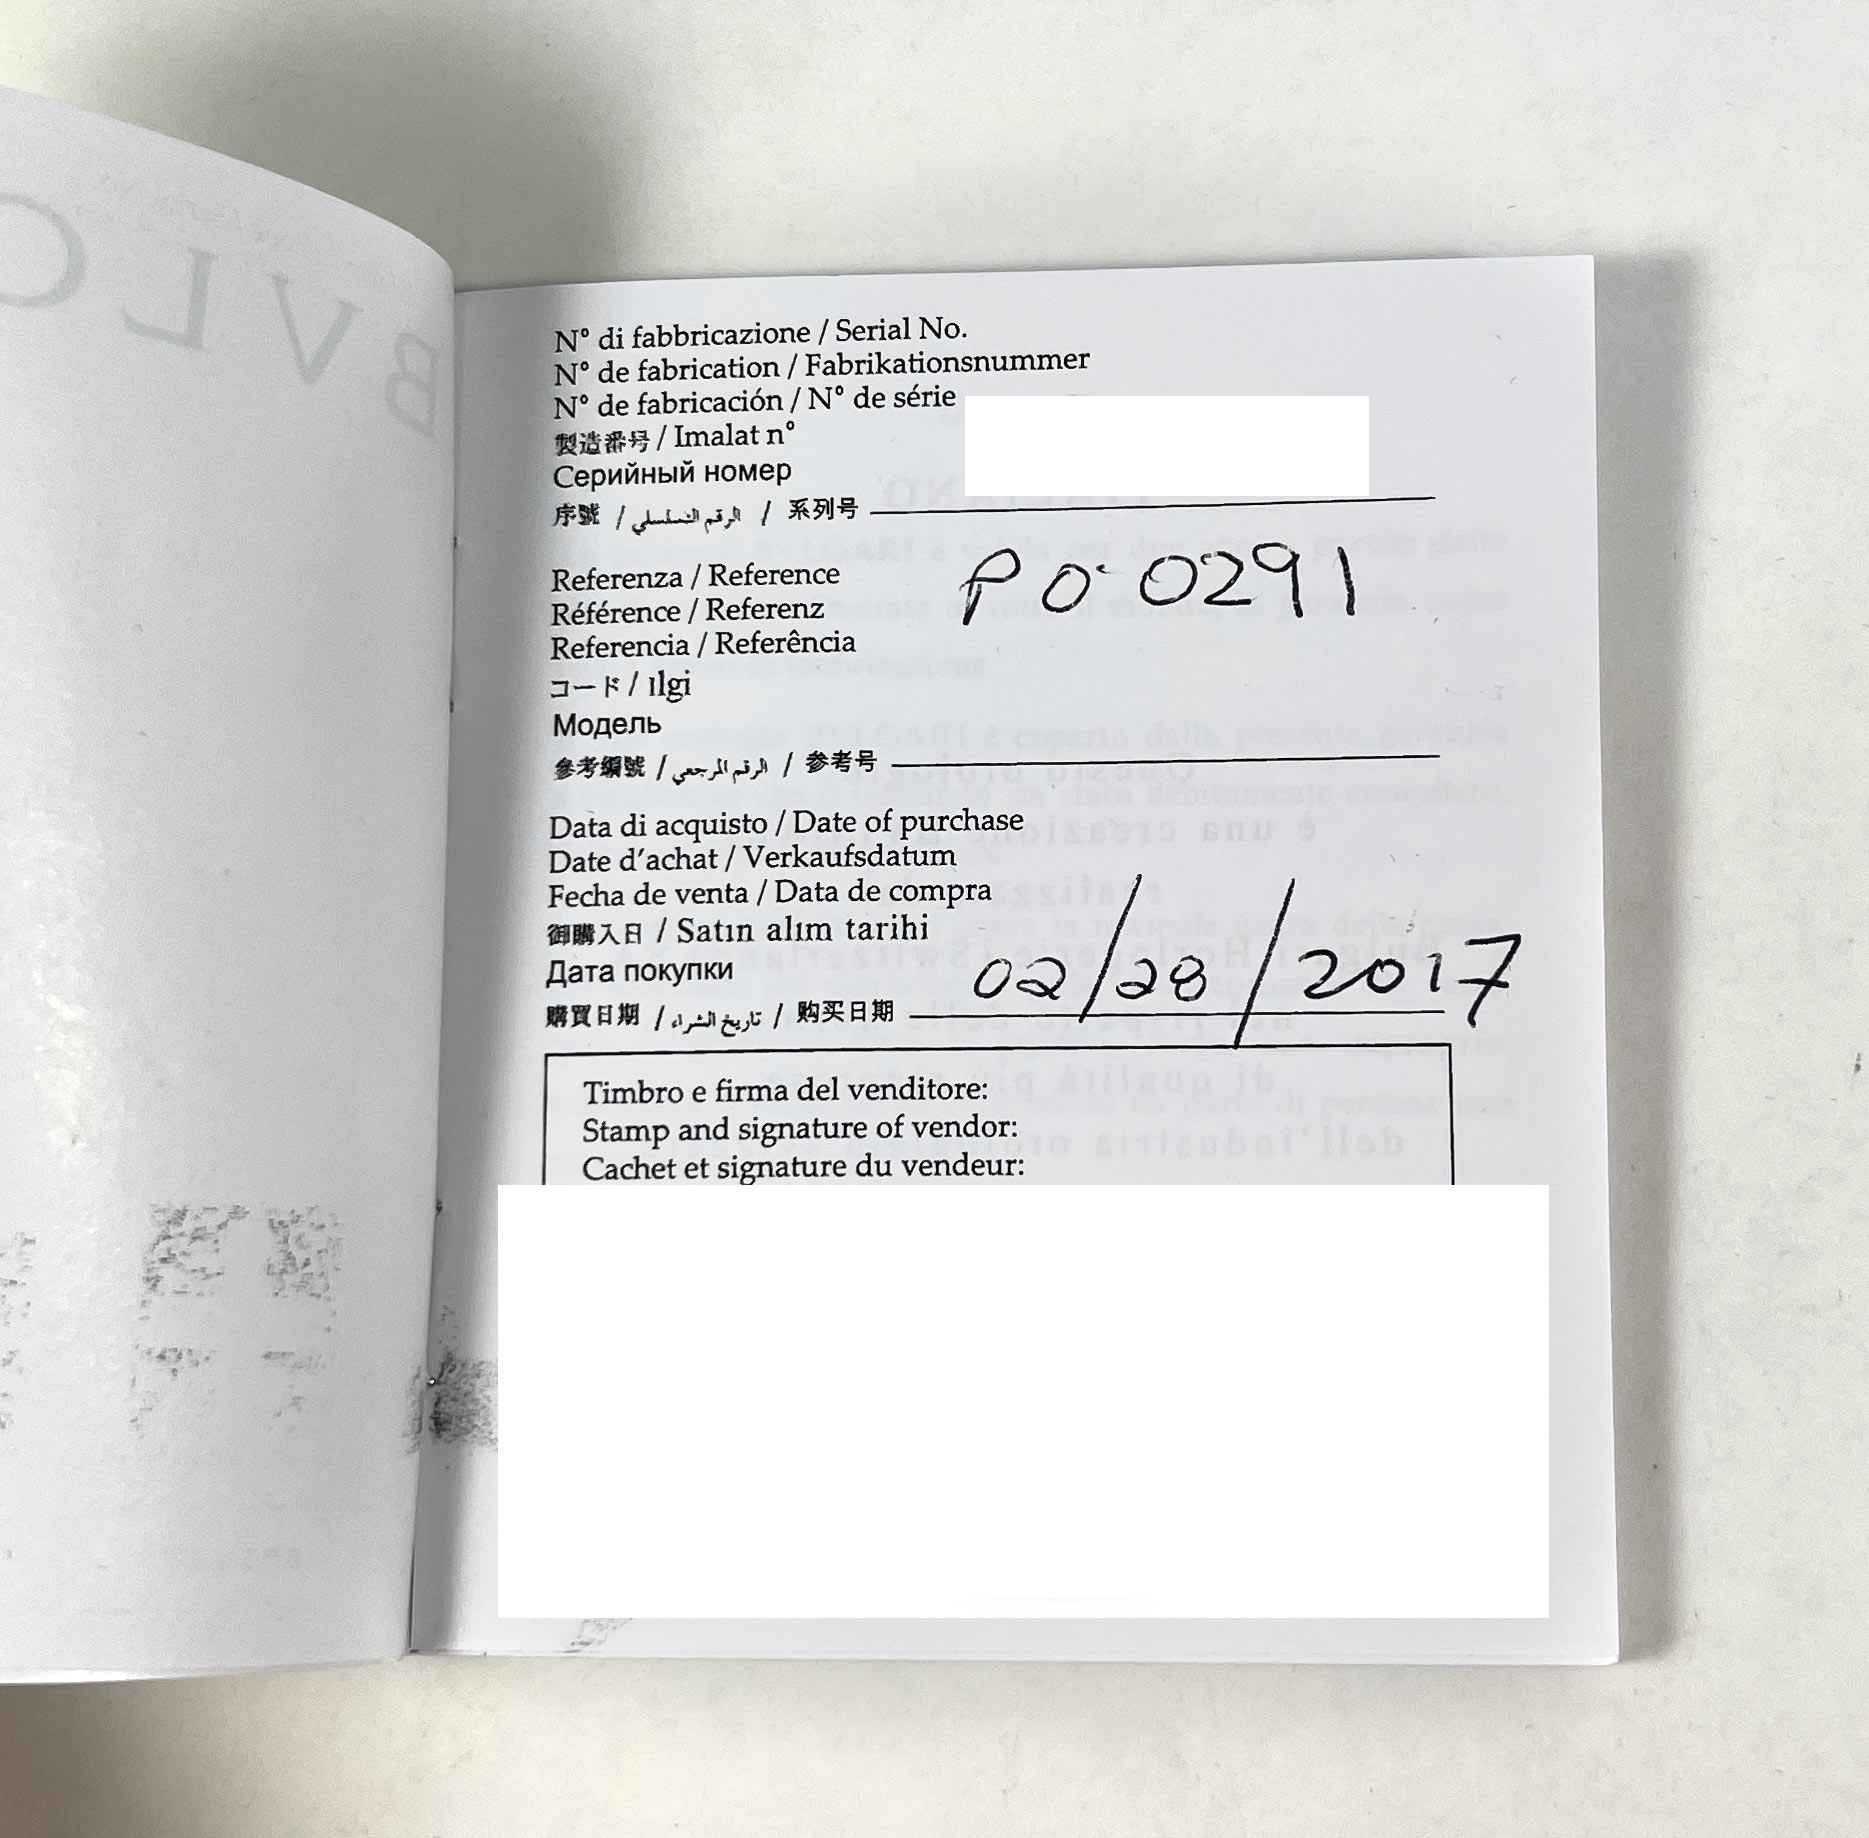 BVLG
N° di fabbricazione / Serial No.
N° de fabrication / Fabrikationsnummer
N° de fabricación / N° de série
製造番号 / Imalat n°
Серийный номер
序號 / الرقم التسلسلي / 系列号
PO 0291
Referenza / Reference
Référence / Referenz
Referencia / Referência
コード / ılgi
Модель
參考編號 / الرقم المرجعي / 参考号
Data di acquisto / Date of purchase
Date d'achat / Verkaufsdatum
Fecha de venta / Data de compra
御購入日 / Satın alım tarihi
Дата покупки
購買日期 / تاريخ الشراء / 购买日期 02/28/2017
Timbro e firma del venditore:
Stamp and signature of vendor:
Cachet et signature du vendeur: